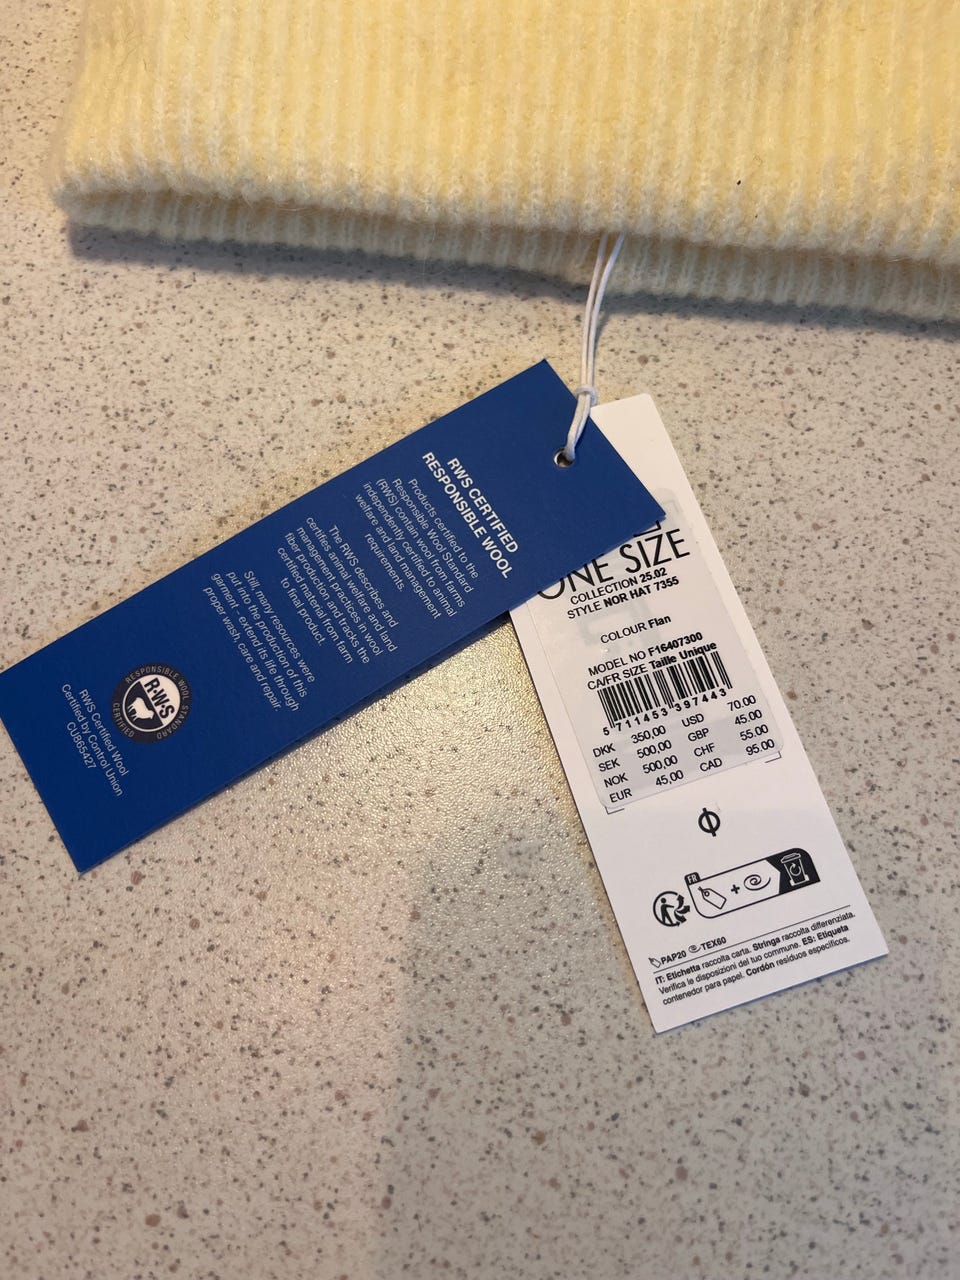 RWS CERTIFIED
RESPONSIBLE WOOL
Products certified to the
Responsible Wool Standard
(RWS) contain wool from farms
independently certified to animal
welfare and land mangement
requirements.
The RWS describes and
certifies animal welfare and land
management practices in wool
fiber production and tracks the
certified material from farm
to final product.
Still, many resources were
put into the production of this
garment - extend its life through
proper wash, care and repair.
RESPONSIBLE WOOL STANDARD
R·W·S
CERTIFIED
RWS Certified Wool
Certified by Control Union
CU865427
ONE SIZE
COLLECTION 25.02
STYLE NOR HAT 7355
COLOUR Flan
MODEL NO F16407300
CA/FR SIZE Taille Unique
5 711453 397443
DKK 350,00 USD 70.00
SEK 500,00 GBP 45.00
NOK 500,00 CHF 55.00
EUR 45,00 CAD 95.00
FR
+
PAP20 TEX60
IT: Etichetta raccolta carta. Stringa raccolta differenziata.
Verifica le disposizioni del tuo commune. ES: Etiqueta
contenedor para papel. Cordón residuos específicos.